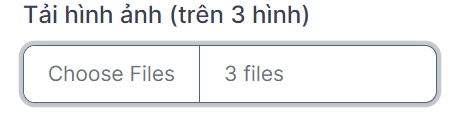 Tải hình ảnh (trên 3 hình)
Choose Files 3 files